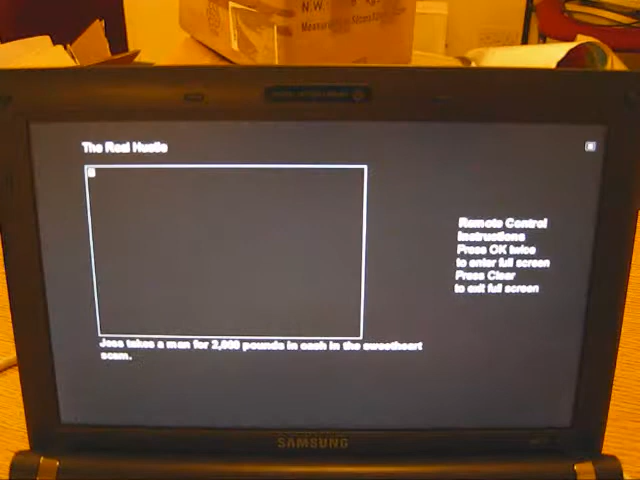 N.W. Kgs.
The Real Hustle
Remote Control
Instructions
Press OK twice
to enter full screen
Press Clear
to exit full screen
Jess takes a man for 2,000 pounds in cash in the sweetheart
scam.
SAMSUNG